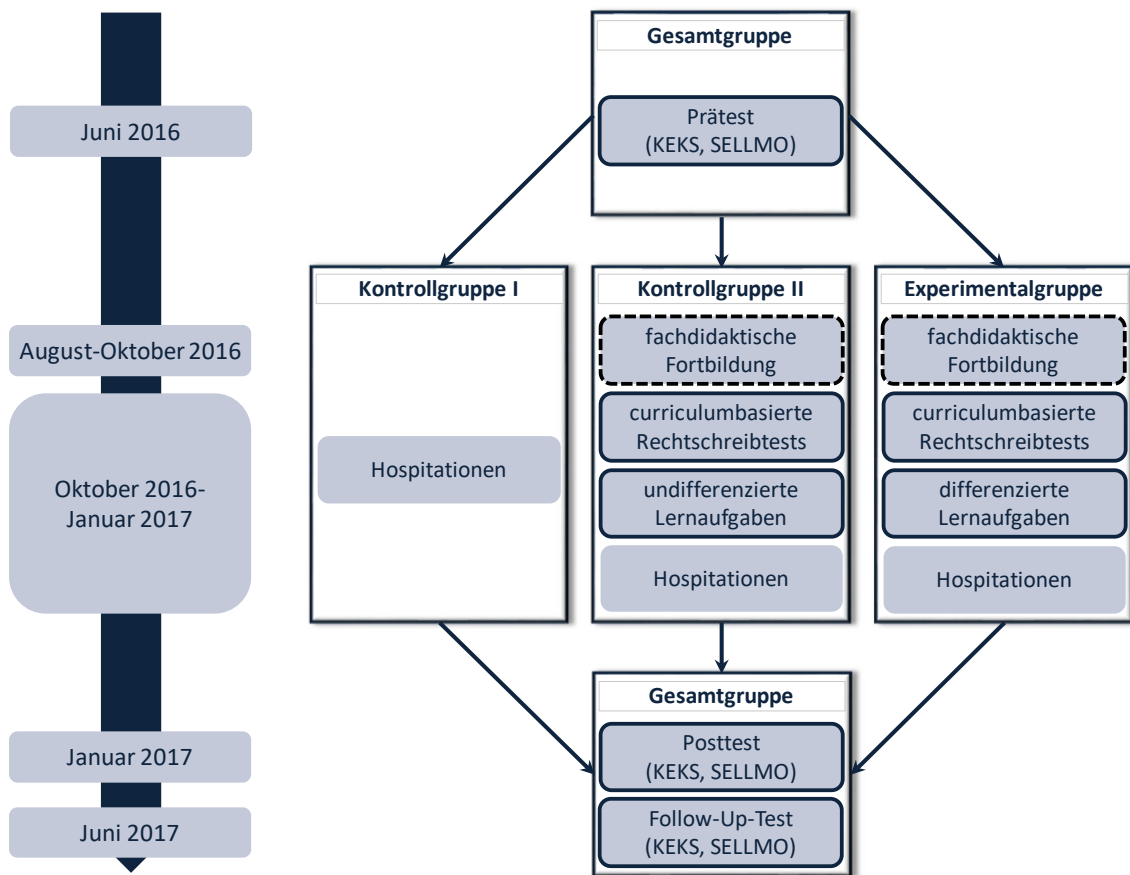 Gesamtgruppe
Juni 2016
Prätest
(KEKS, SELLMO)
Kontrollgruppe I
Kontrollgruppe II
Experimentalgruppe
August-Oktober 2016
fachdidaktische
Fortbildung
fachdidaktische
Fortbildung
Oktober 2016-
Januar 2017
Hospitationen
curriculumbasierte
Rechtschreibtests
undifferenzierte
Lernaufgaben
Hospitationen
curriculumbasierte
Rechtschreibtests
differenzierte
Lernaufgaben
Hospitationen
Gesamtgruppe
Januar 2017
Posttest
(KEKS, SELLMO)
Juni 2017
Follow-Up-Test
(KEKS, SELLMO)